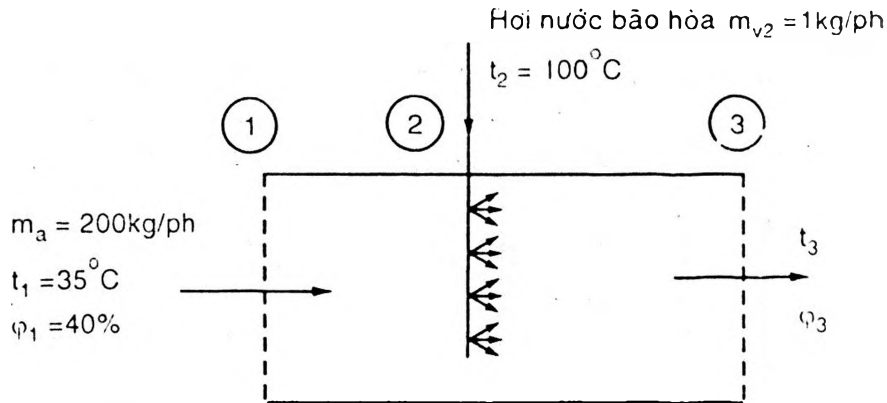 Hơi nước bão hòa m_v2 = 1kg/ph
t_2 = 100°C
1
2
3
m_a = 200kg/ph
t_1 = 35°C
φ_1 = 40%
t_3
φ_3